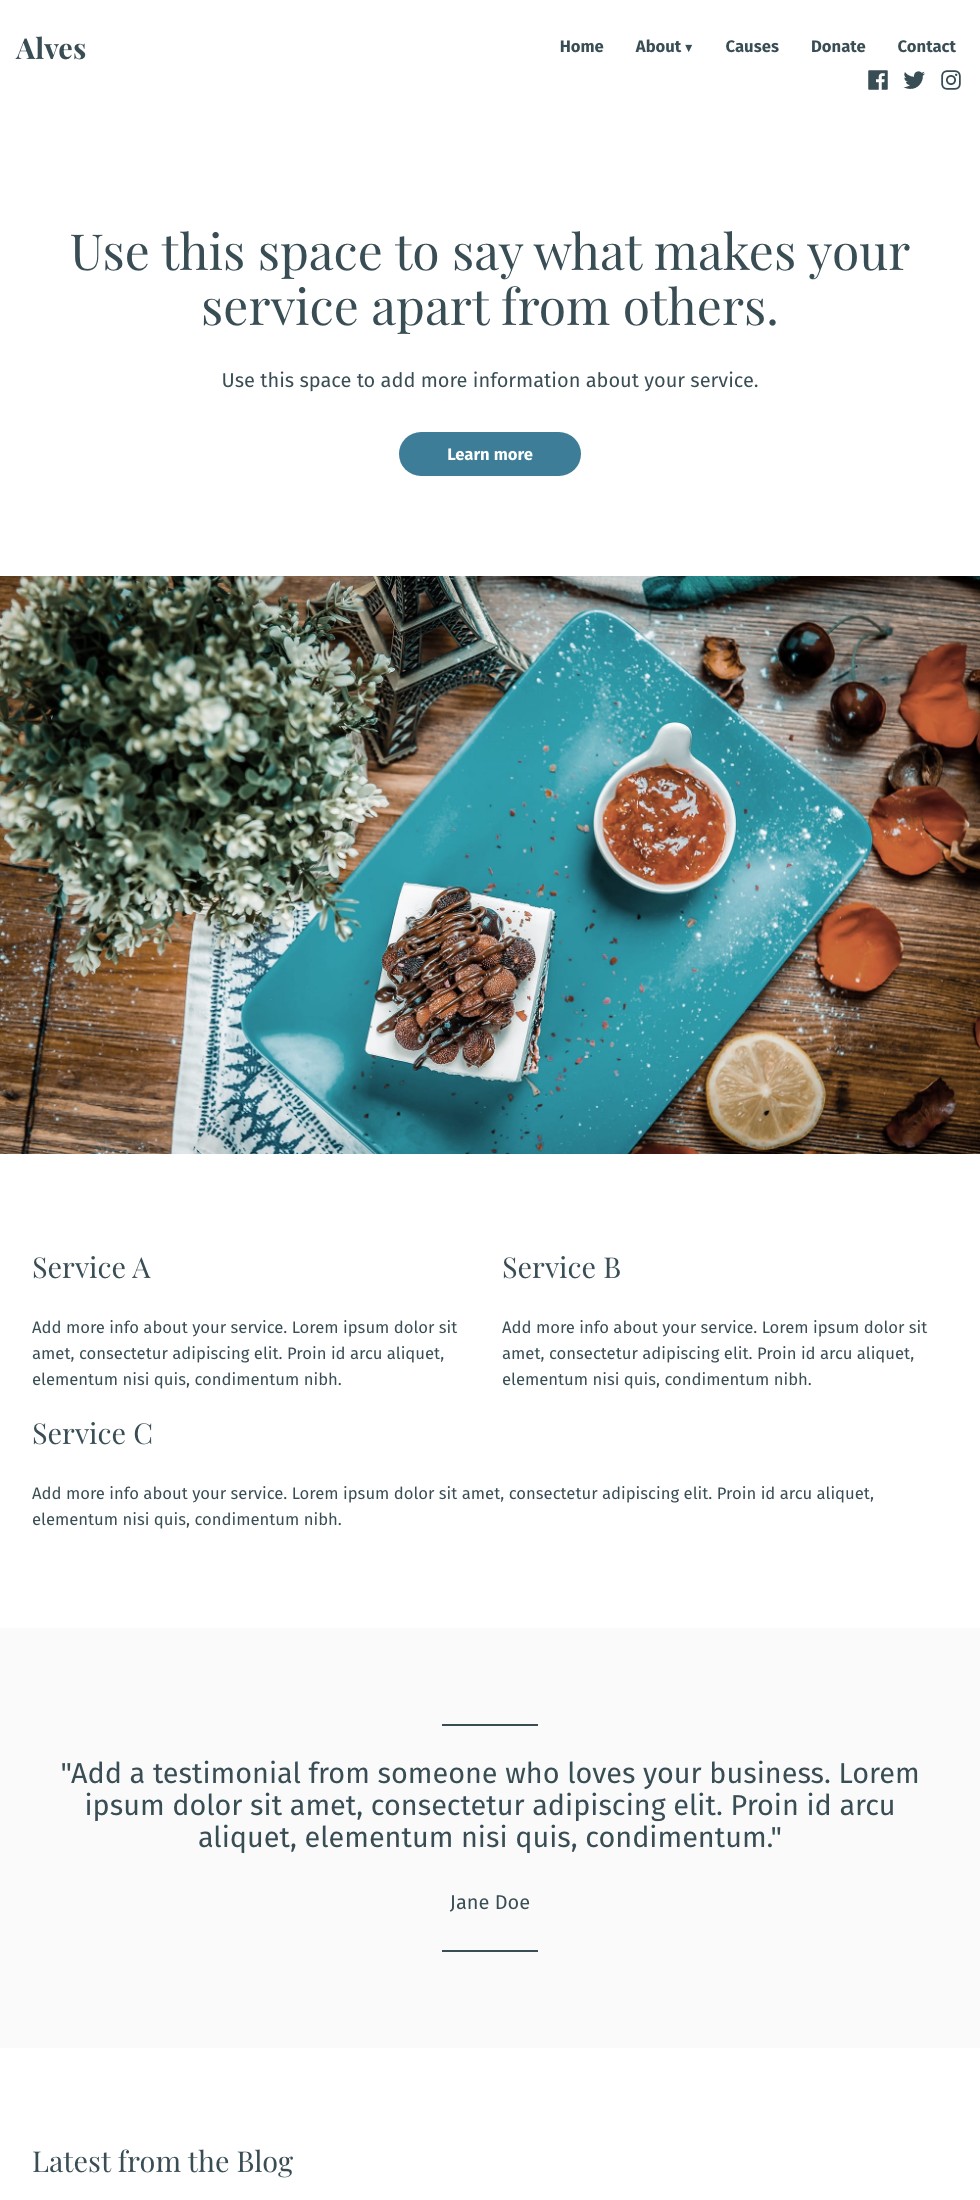 Alves
Home About ▾ Causes Donate Contact
Use this space to say what makes your
service apart from others.
Use this space to add more information about your service.
Learn more
Service A
Add more info about your service. Lorem ipsum dolor sit
amet, consectetur adipiscing elit. Proin id arcu aliquet,
elementum nisi quis, condimentum nibh.
Service B
Add more info about your service. Lorem ipsum dolor sit
amet, consectetur adipiscing elit. Proin id arcu aliquet,
elementum nisi quis, condimentum nibh.
Service C
Add more info about your service. Lorem ipsum dolor sit amet, consectetur adipiscing elit. Proin id arcu aliquet,
elementum nisi quis, condimentum nibh.
"Add a testimonial from someone who loves your business. Lorem
ipsum dolor sit amet, consectetur adipiscing elit. Proin id arcu
aliquet, elementum nisi quis, condimentum."
Jane Doe
Latest from the Blog